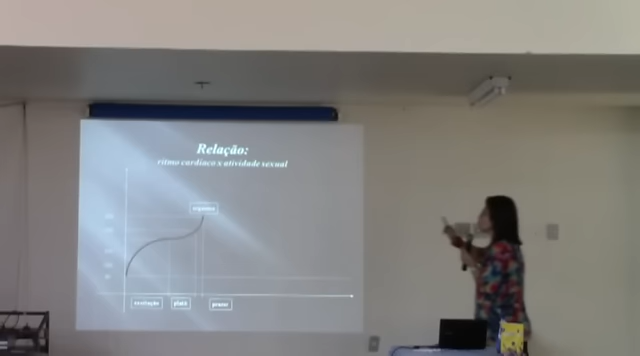 Relação:
ritmo cardíaco x atividade sexual
orgasmo
excitação
platô
prazer